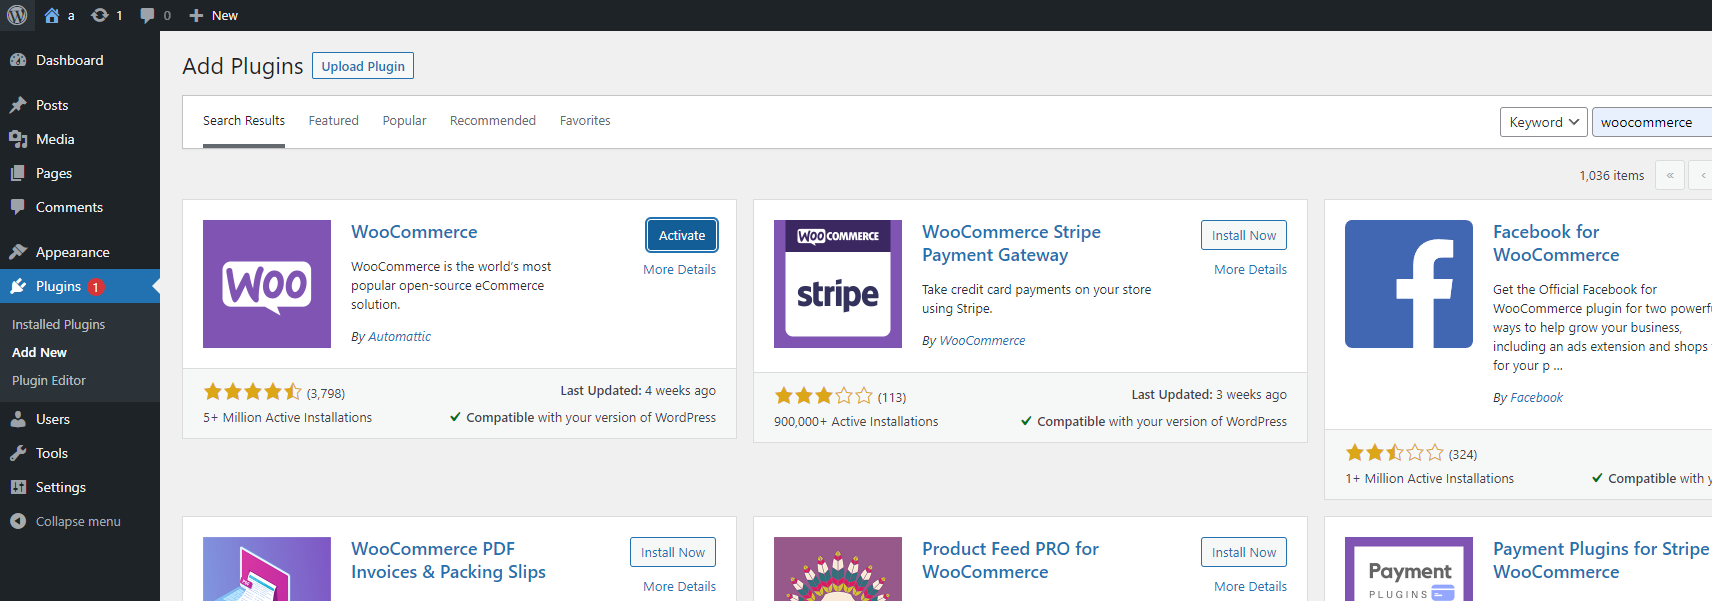 a 1 0 New
Dashboard
Posts
Media
Pages
Comments
Appearance
Plugins 1
Installed Plugins
Add New
Plugin Editor
Users
Tools
Settings
Collapse menu
Add Plugins Upload Plugin
Search Results Featured Popular Recommended Favorites
Keyword woocommerce
1,036 items « ‹
Woo
WooCommerce
Activate
More Details
WooCommerce is the world's most
popular open-source eCommerce
solution.
By Automattic
(3,798)
Last Updated: 4 weeks ago
5+ Million Active Installations
Compatible with your version of WordPress
WOO COMMERCE
stripe
WooCommerce Stripe
Payment Gateway
Install Now
More Details
Take credit card payments on your store
using Stripe.
By WooCommerce
(113)
Last Updated: 3 weeks ago
900,000+ Active Installations
Compatible with your version of WordPress
f
Facebook for
WooCommerce
Get the Official Facebook for
WooCommerce plugin for two powerf
ways to help grow your business,
including an ads extension and shops
for your p ...
By Facebook
(324)
1+ Million Active Installations
Compatible with y
PDF
WooCommerce PDF
Invoices & Packing Slips
Install Now
More Details
Product Feed PRO for
WooCommerce
Install Now
More Details
Payment
PLUGINS
Payment Plugins for Stripe
WooCommerce